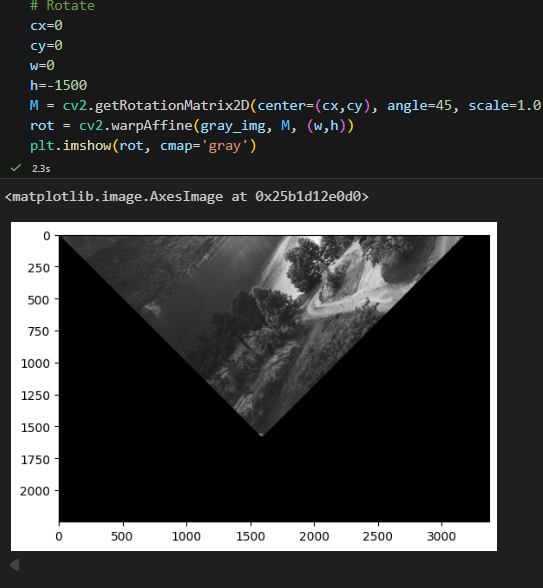 # Rotate
cx=0
cy=0
w=0
h=-1500
M = cv2.getRotationMatrix2D(center=(cx,cy), angle=45, scale=1.0
rot = cv2.warpAffine(gray_img, M, (w,h))
plt.imshow(rot, cmap='gray')
2.3s
<matplotlib.image.AxesImage at 0x25b1d12e0d0>
0
250
500
750
1000
1250
1500
1750
2000
0 500 1000 1500 2000 2500 3000